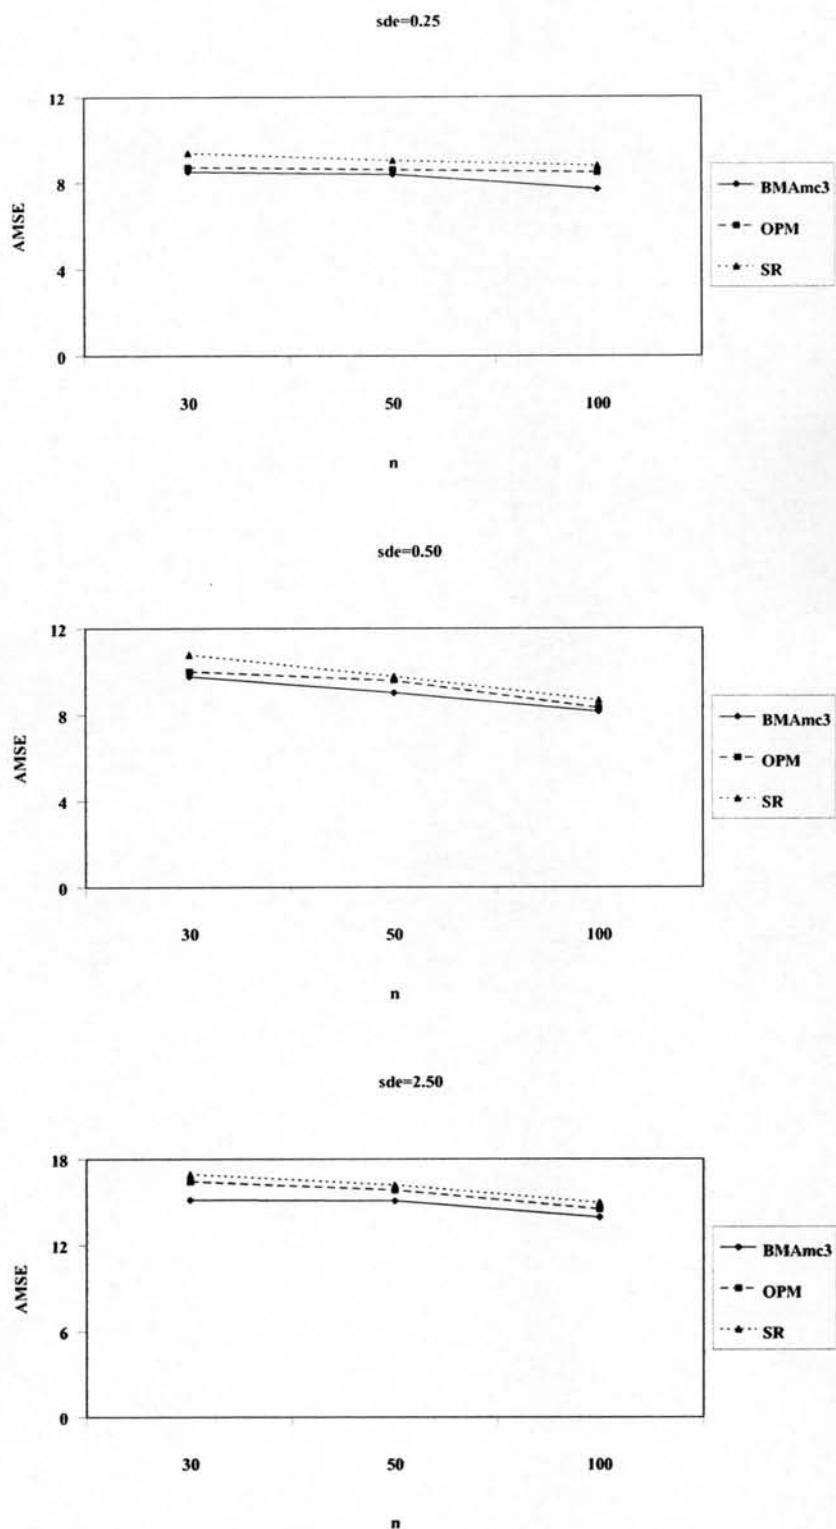 sde=0.25
12
8
4
0
AMSE
30 50 100
n
BMAmc3
OPM
SR
sde=0.50
12
8
4
0
AMSE
30 50 100
n
BMAmc3
OPM
SR
sde=2.50
18
12
6
0
AMSE
30 50 100
n
BMAmc3
OPM
SR